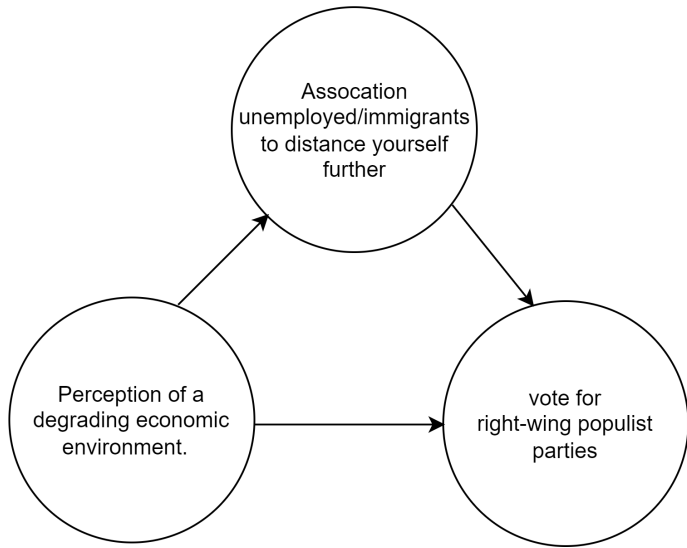 Assocation
unemployed/immigrants
to distance yourself
further
Perception of a
degrading economic
environment.
vote for
right-wing populist
parties